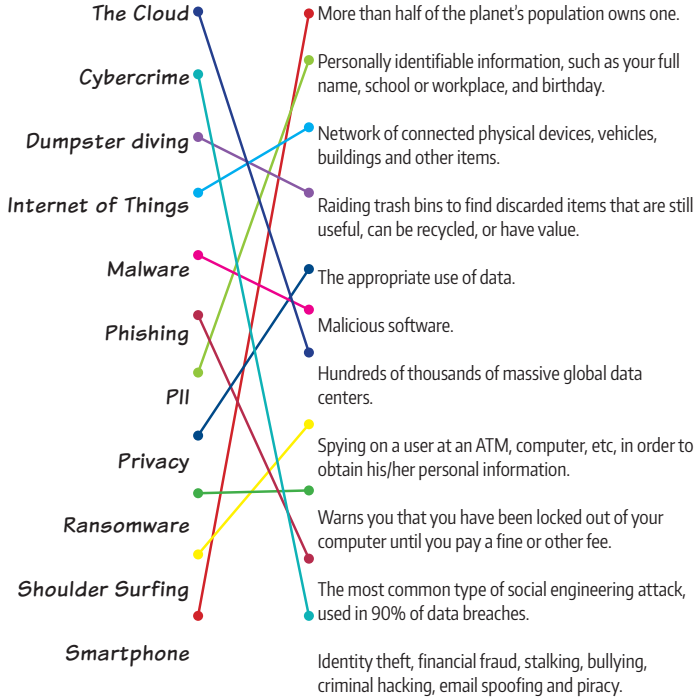 The Cloud
More than half of the planet's population owns one.
Cybercrime
Personally identifiable information, such as your full
name, school or workplace, and birthday.
Dumpster diving
Network of connected physical devices, vehicles,
buildings and other items.
Internet of Things
Raiding trash bins to find discarded items that are still
useful, can be recycled, or have value.
Malware
The appropriate use of data.
Phishing
Malicious software.
PII
Hundreds of thousands of massive global data
centers.
Privacy
Spying on a user at an ATM, computer, etc, in order to
obtain his/her personal information.
Ransomware
Warns you that you have been locked out of your
computer until you pay a fine or other fee.
Shoulder Surfing
The most common type of social engineering attack,
used in 90% of data breaches.
Smartphone
Identity theft, financial fraud, stalking, bullying,
criminal hacking, email spoofing and piracy.